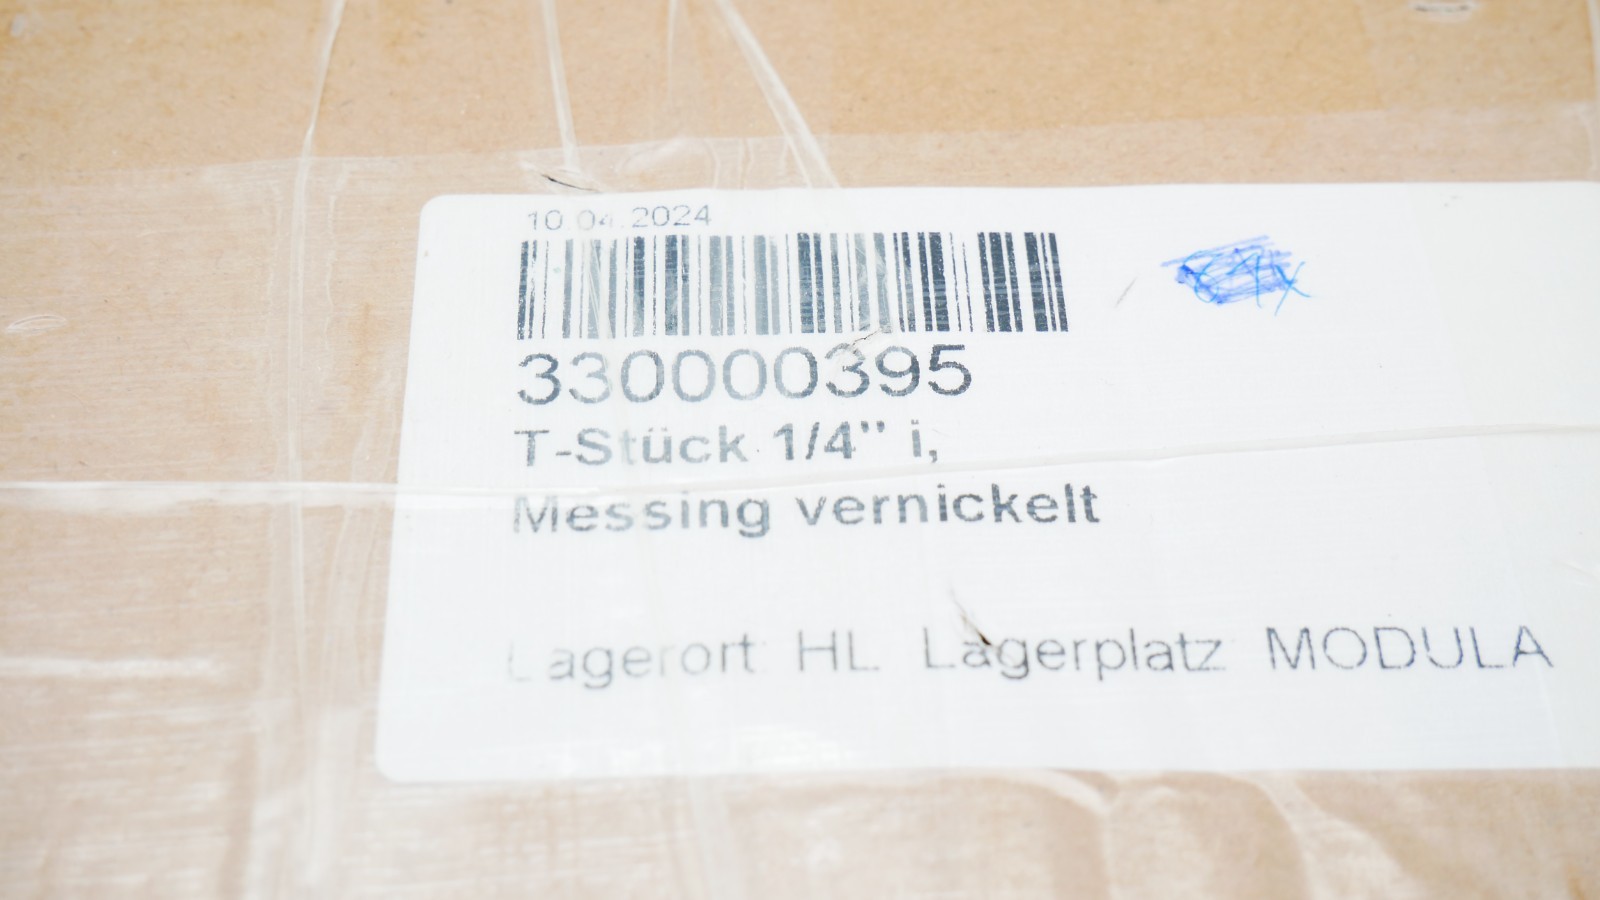 10.04.2024
330000395
T-Stück 1/4" i,
Messing vernickelt
Lagerort HL Lagerplatz MODULA